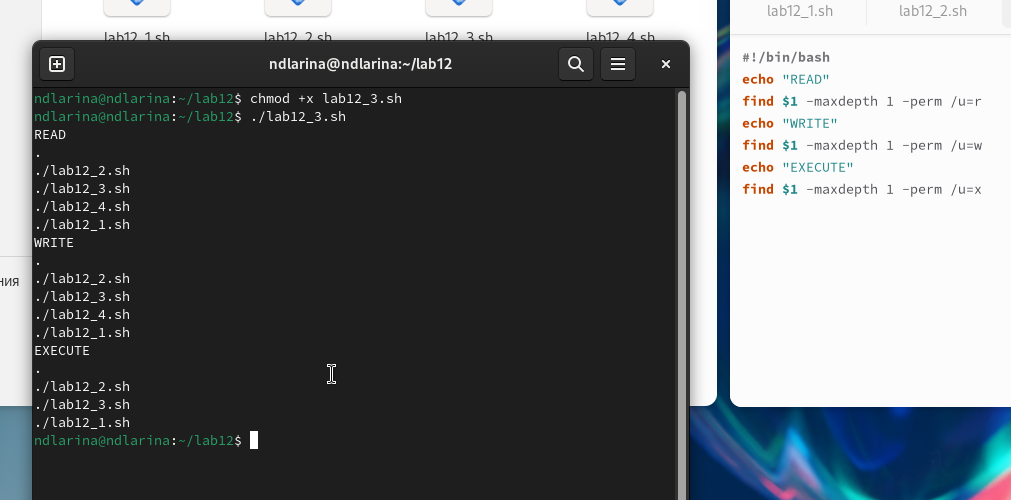 lab12_1.sh
lab12_2.sh
lab12_3.sh
lab12_4.sh
ndlarina@ndlarina:~/lab12
ndlarina@ndlarina:~/lab12$ chmod +x lab12_3.sh
ndlarina@ndlarina:~/lab12$ ./lab12_3.sh
READ
.
./lab12_2.sh
./lab12_3.sh
./lab12_4.sh
./lab12_1.sh
WRITE
.
./lab12_2.sh
./lab12_3.sh
./lab12_4.sh
./lab12_1.sh
EXECUTE
.
./lab12_2.sh
./lab12_3.sh
./lab12_1.sh
ndlarina@ndlarina:~/lab12$
lab12_1.sh
lab12_2.sh
#!/bin/bash
echo "READ"
find $1 -maxdepth 1 -perm /u=r
echo "WRITE"
find $1 -maxdepth 1 -perm /u=w
echo "EXECUTE"
find $1 -maxdepth 1 -perm /u=x